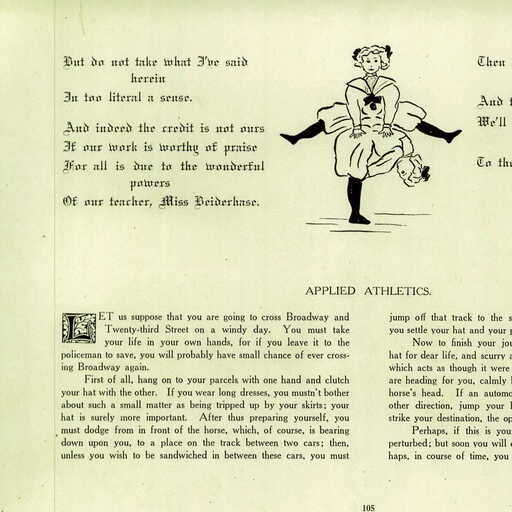 But do not take what I've said
herein
In too literal a sense.
And indeed the credit is not ours
If our work is worthy of praise
For all is due to the wonderful
powers
Of our teacher, Miss Beiderhase.
Then
And
We'll
To
APPLIED ATHLETICS.
LET us suppose that you are going to cross Broadway and
Twenty-third Street on a windy day. You must take
your life in your own hands, for if you leave it to the
policeman to save, you will probably have small chance of ever cross-
ing Broadway again.
First of all, hang on to your parcels with one hand and clutch
your hat with the other. If you wear long dresses, you mustn't bother
about such a small matter as being tripped up by your skirts; your
hat is surely more important. After thus preparing yourself, you
must dodge from in front of the horse, which, of course, is bearing
down upon you, to a place on the track between two cars; then,
unless you wish to be sandwiched in between these cars, you must
jump off that track to the
you settle your hat and your
Now to finish your
hat for dear life, and scurry
which acts as though it were
are heading for you, calmly
horse's head. If an
other direction, jump your
strike your destination, the
Perhaps, if this is your
perturbed; but soon you will
haps, in course of time, you
105